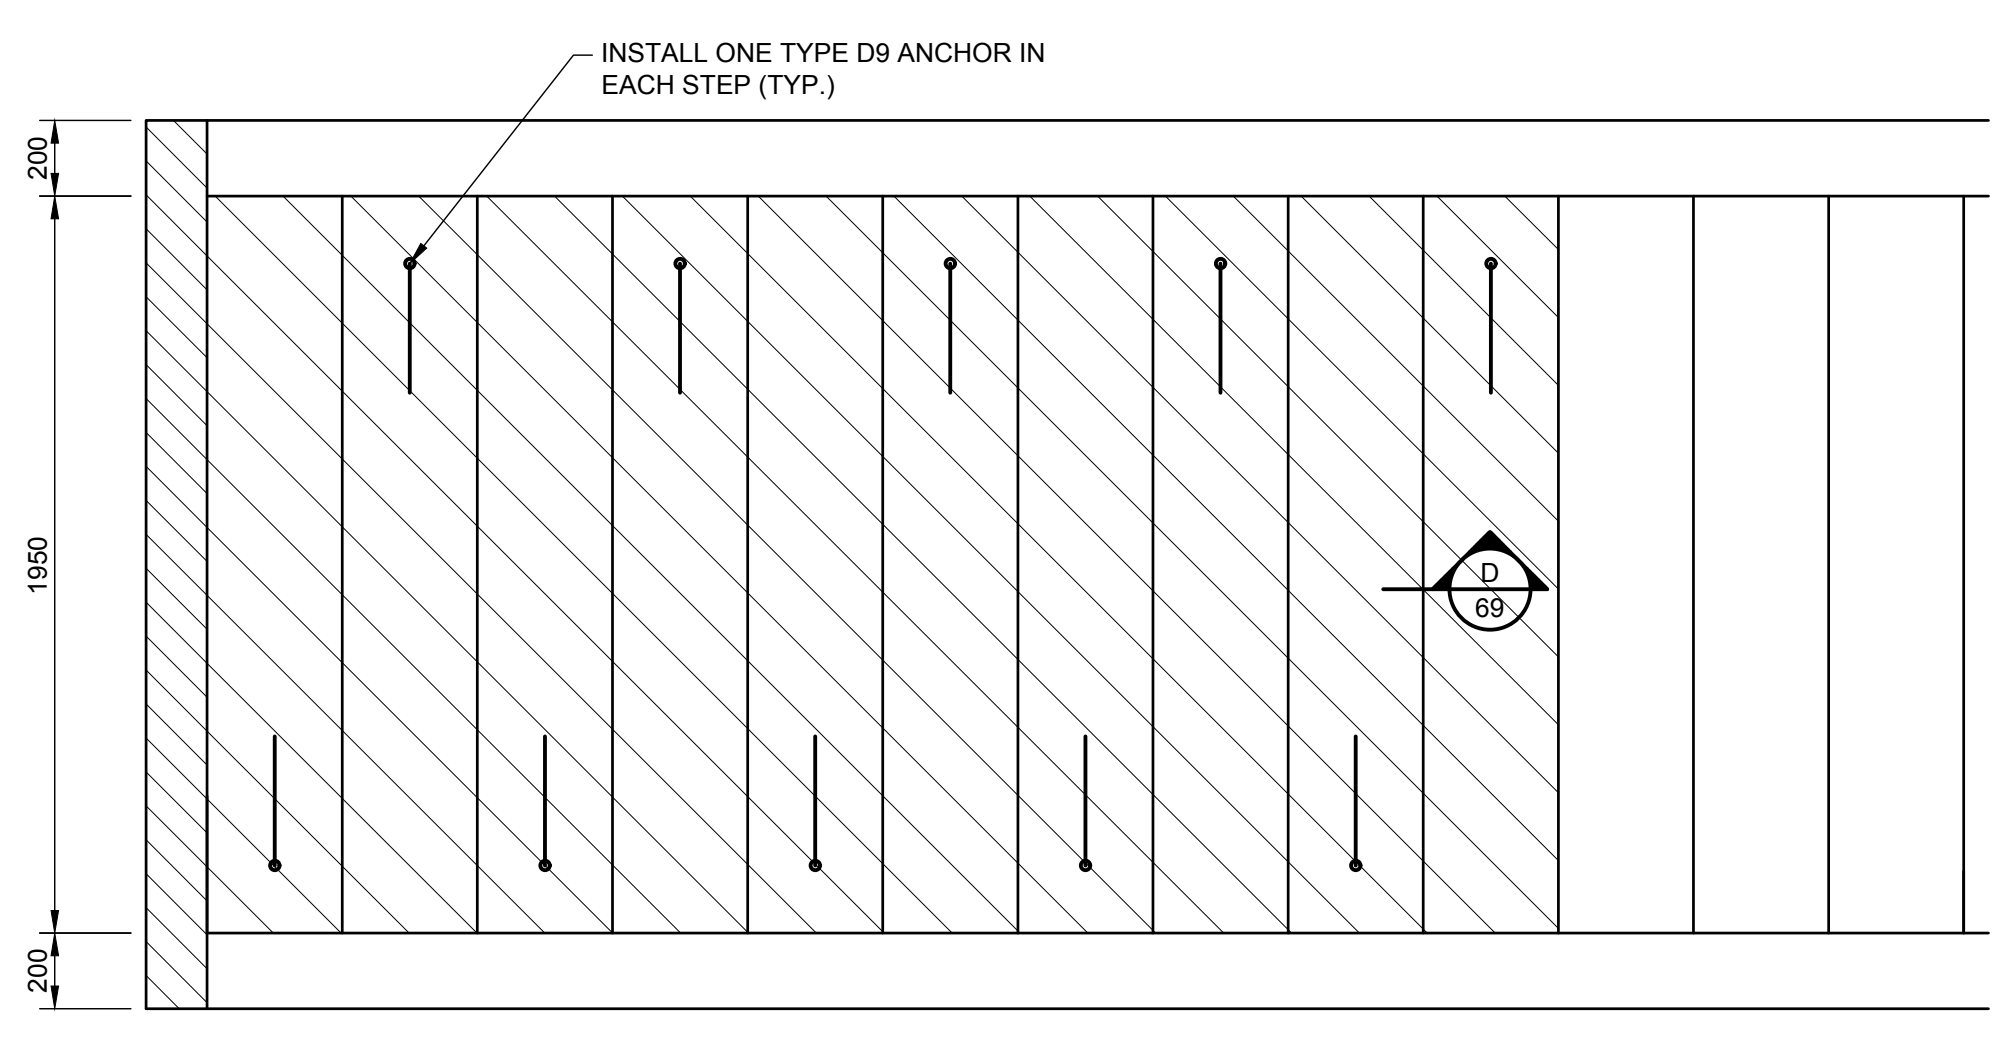 INSTALL ONE TYPE D9 ANCHOR IN
EACH STEP (TYP.)
200
1950
200
D
69